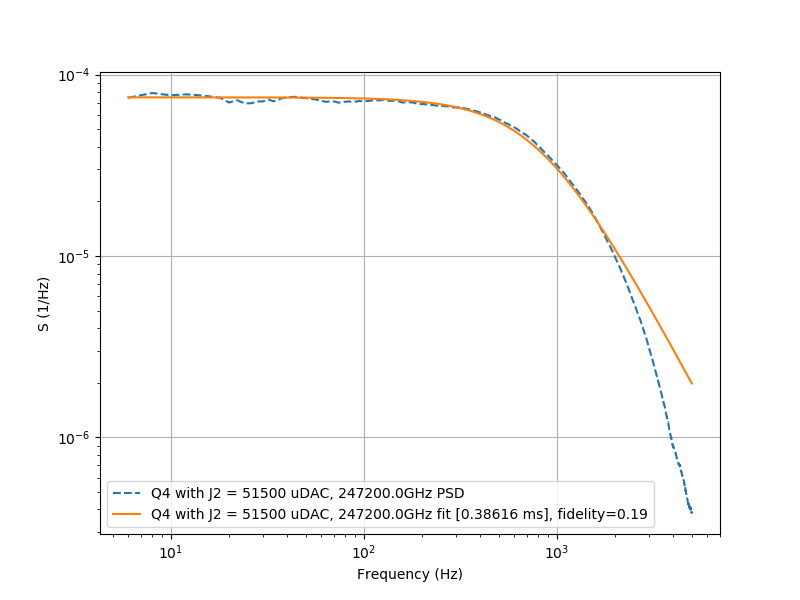 10⁻⁴
10⁻⁵
10⁻⁶
S (1/Hz)
Q4 with J2 = 51500 uDAC, 247200.0GHz PSD
Q4 with J2 = 51500 uDAC, 247200.0GHz fit [0.38616 ms], fidelity=0.19
10¹ 10² 10³
Frequency (Hz)